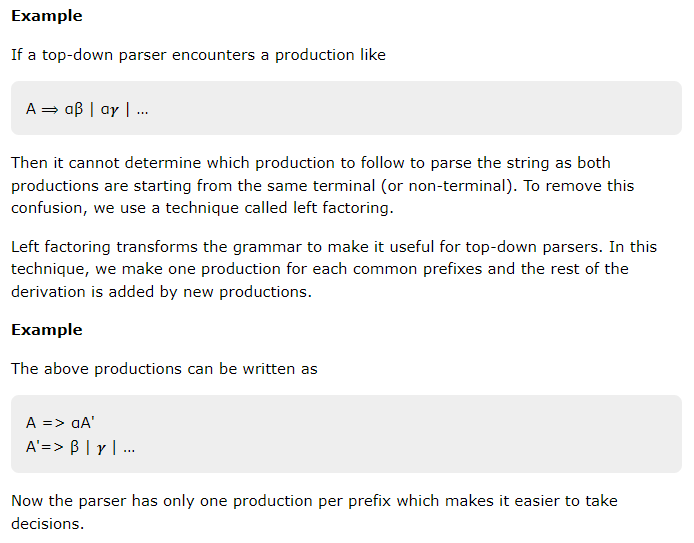 Example
If a top-down parser encounters a production like
A ⟹ αβ | α𝜸 | …
Then it cannot determine which production to follow to parse the string as both
productions are starting from the same terminal (or non-terminal). To remove this
confusion, we use a technique called left factoring.
Left factoring transforms the grammar to make it useful for top-down parsers. In this
technique, we make one production for each common prefixes and the rest of the
derivation is added by new productions.
Example
The above productions can be written as
A => αA'
A'=> β | 𝜸 | …
Now the parser has only one production per prefix which makes it easier to take
decisions.